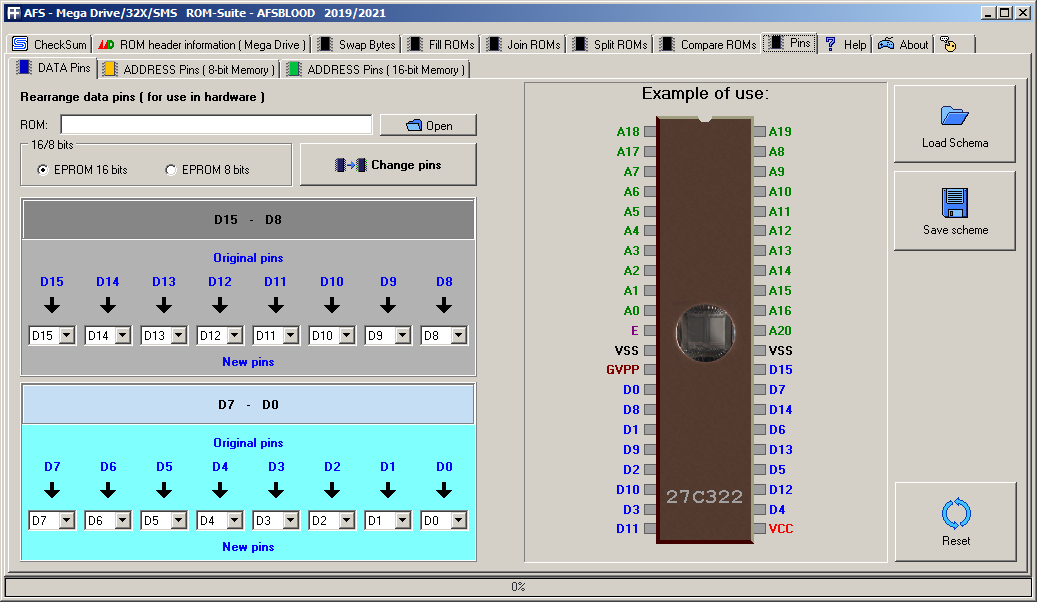 AFS - Mega Drive/32X/SMS ROM-Suite - AFSBLOOD 2019/2021
CheckSum ROM header information ( Mega Drive ) Swap Bytes Fill ROMs Join ROMs Split ROMs Compare ROMs Pins Help About
DATA Pins ADDRESS Pins ( 8-bit Memory ) ADDRESS Pins ( 16-bit Memory )
Rearrange data pins ( for use in hardware )
ROM: Open
16/8 bits
EPROM 16 bits EPROM 8 bits
Change pins
D15 - D8
Original pins
D15 D14 D13 D12 D11 D10 D9 D8
D15 D14 D13 D12 D11 D10 D9 D8
New pins
D7 - D0
Original pins
D7 D6 D5 D4 D3 D2 D1 D0
D7 D6 D5 D4 D3 D2 D1 D0
New pins
Example of use:
A18 A19
A17 A8
A7 A9
A6 A10
A5 A11
A4 A12
A3 A13
A2 A14
A1 A15
A0 A16
E A20
VSS VSS
GVPP D15
D0 D7
D8 D14
D1 D6
D9 D13
D2 D5
D10 D12
D3 D4
D11 VCC
27C322
Load Schema
Save scheme
Reset
0%